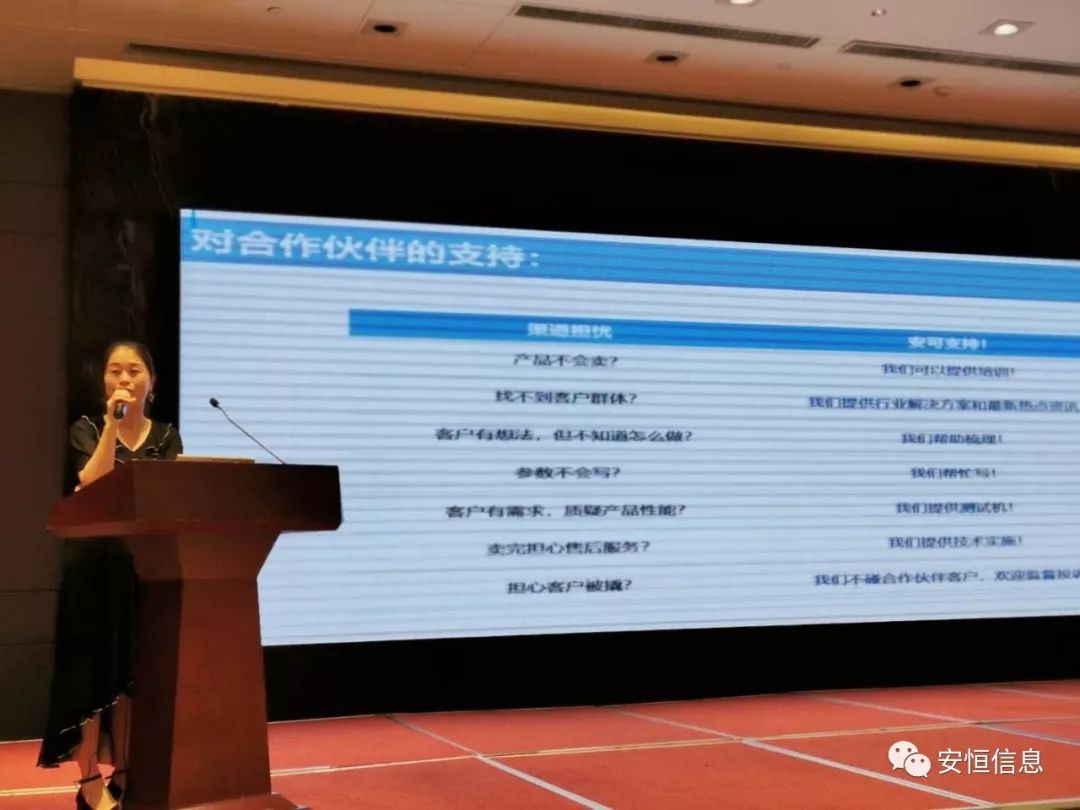 对合作伙伴的支持：
渠道担忧 安可支持！
产品不会卖？ 我们可以提供培训！
找不到客户群体？ 我们提供行业解决方案和最新热点资讯
客户有想法，但不知道怎么做？ 我们帮助梳理！
参数不会写？ 我们帮忙写！
客户有需求，质疑产品性能？ 我们提供测试机！
卖完担心售后服务？ 我们提供技术实施！
担心客户被撬？ 我们不碰合作伙伴客户，欢迎监督投诉
安恒信息